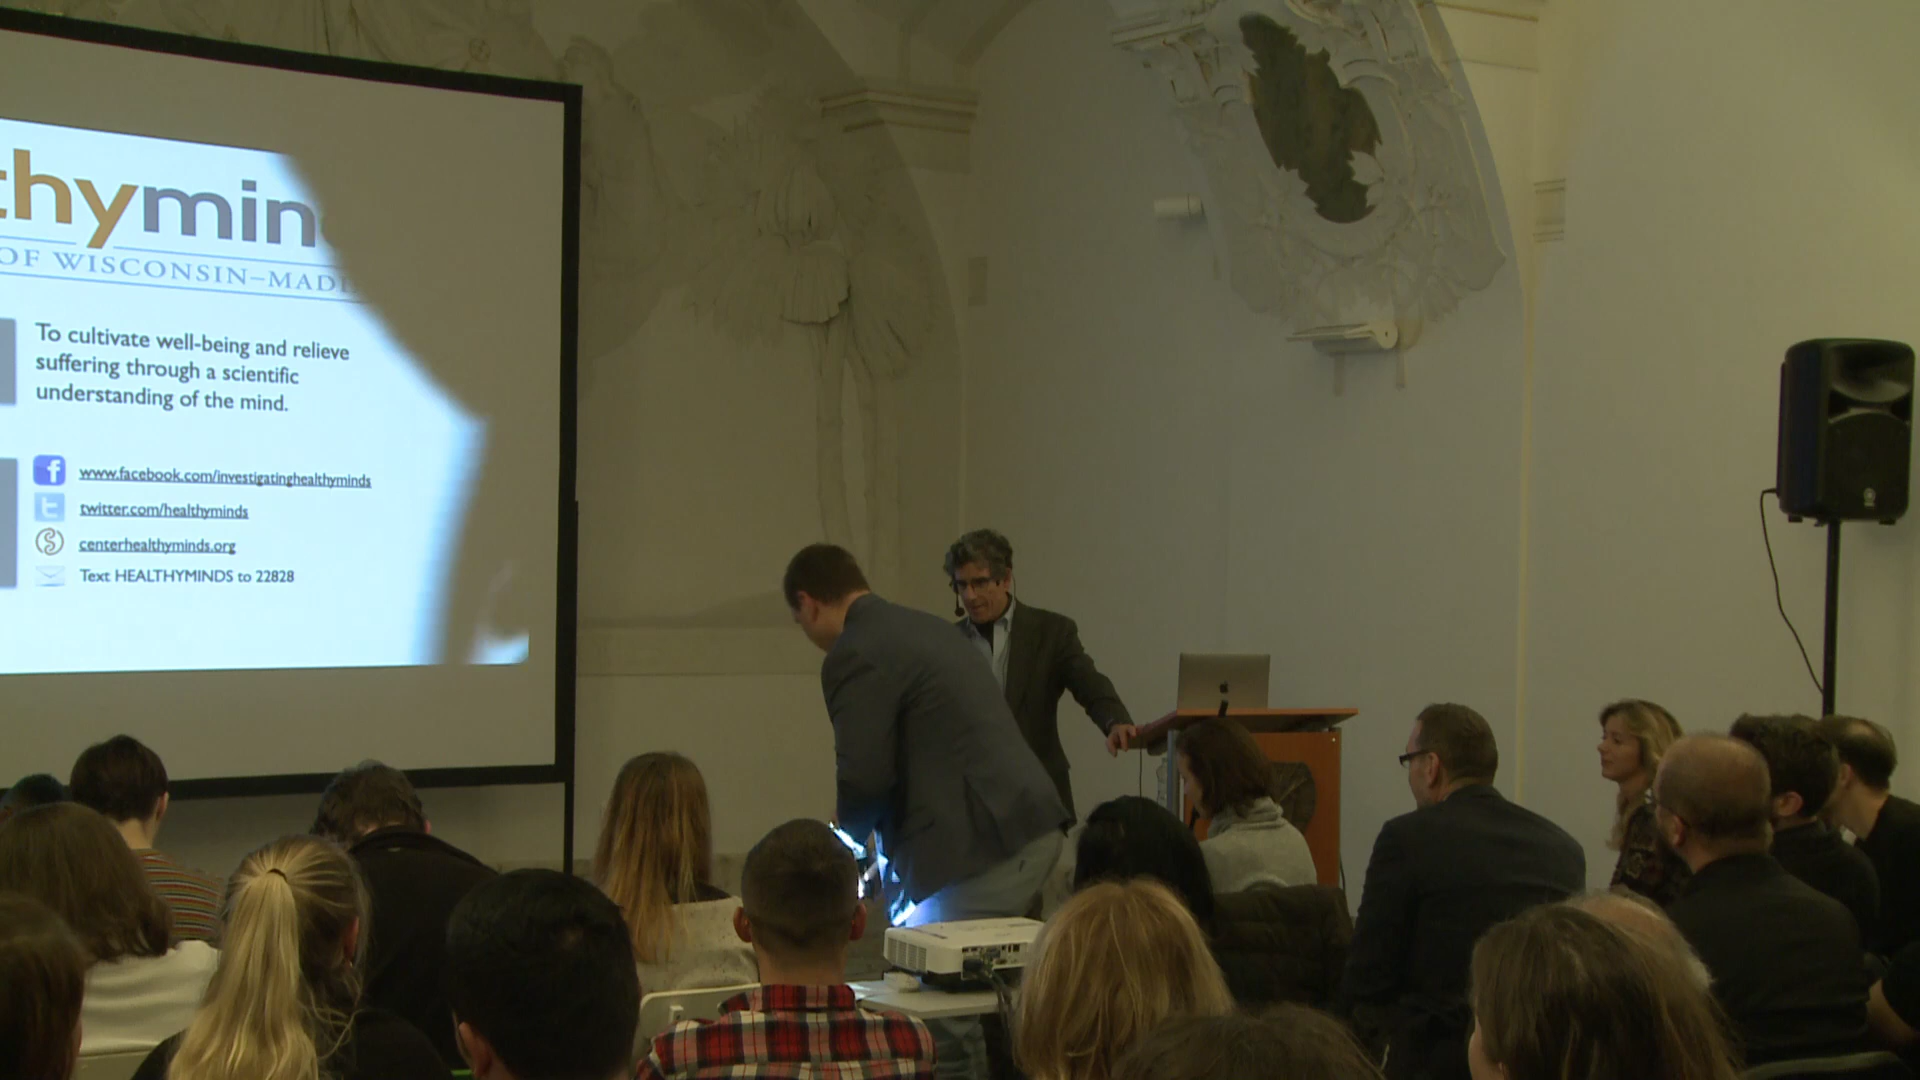 thymin
OF WISCONSIN–MADI
To cultivate well-being and relieve
suffering through a scientific
understanding of the mind.
www.facebook.com/investigatinghealthyminds
twitter.com/healthyminds
centerhealthyminds.org
Text HEALTHYMINDS to 22828